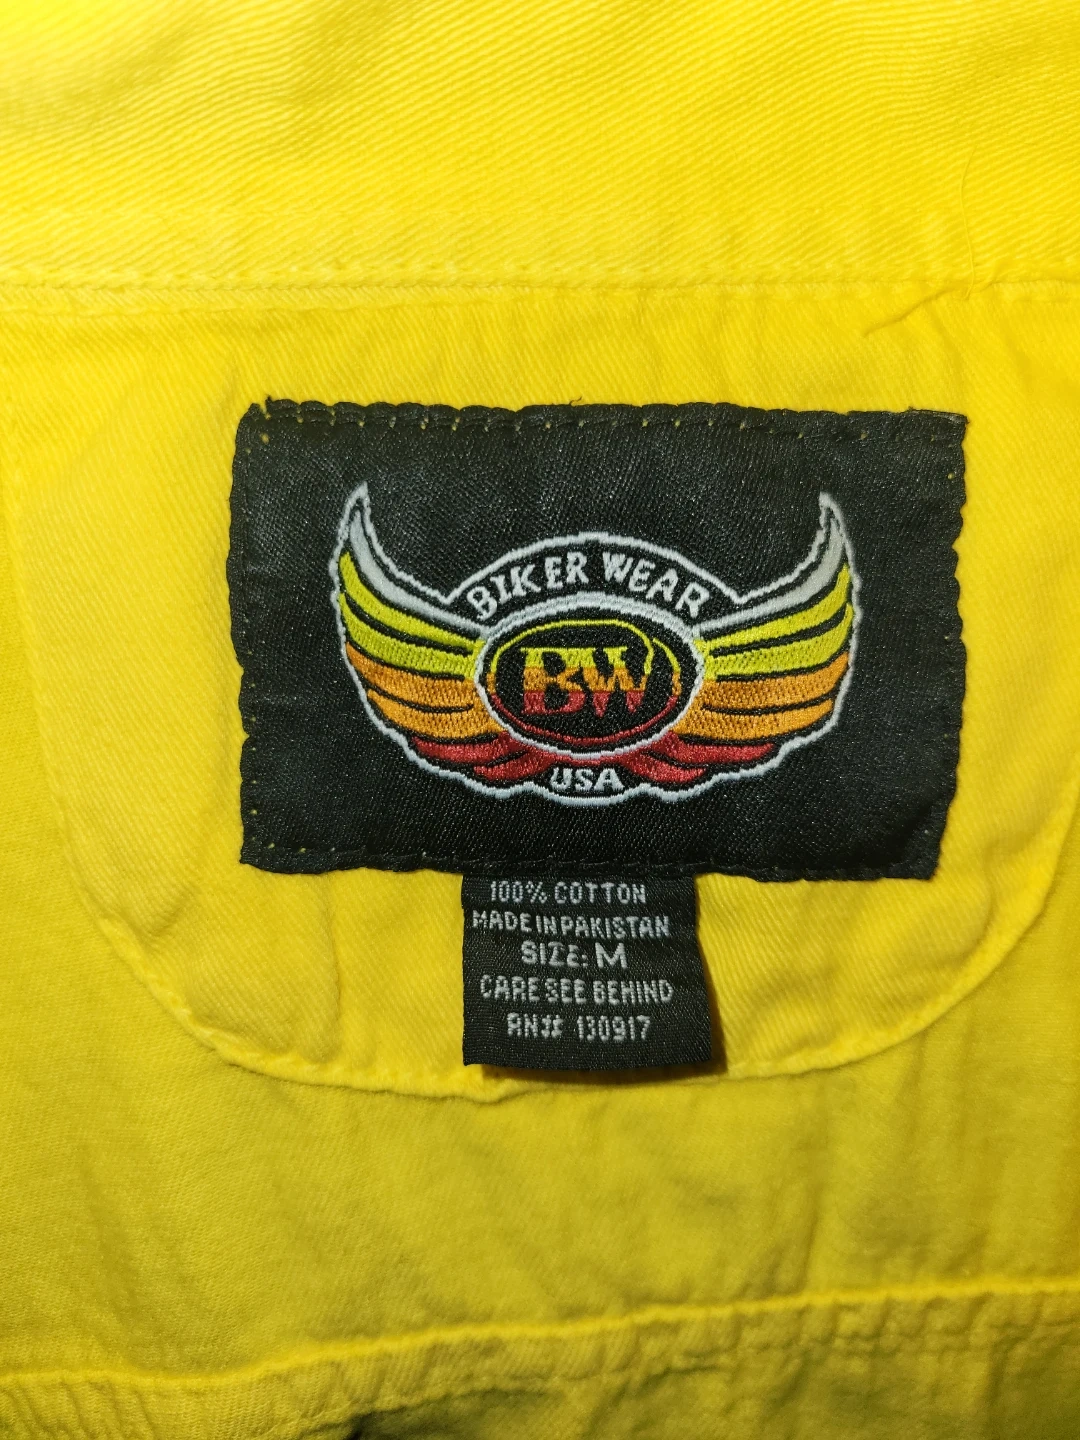 BIKER WEAR
BW
USA
100% COTTON
MADE IN PAKISTAN
SIZE: M
CARE SEE BEHIND
RN# 130917